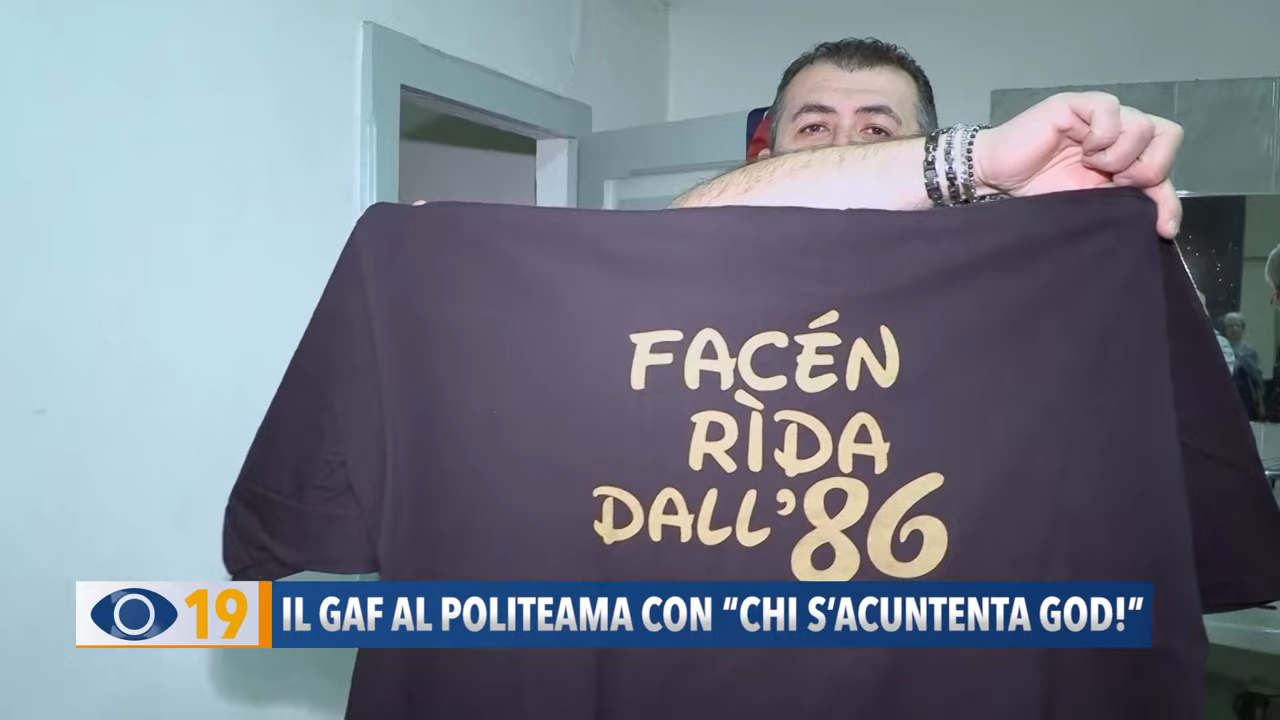 FACÉN
RÌDA
DALL'86
19
IL GAF AL POLITEAMA CON “CHI S’ACUNTENTA GOD!”